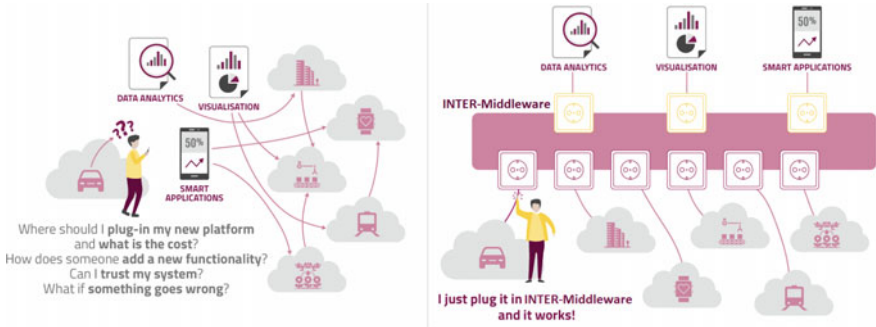 DATA ANALYTICS
VISUALISATION
???
50%
SMART
APPLICATIONS
Where should I plug-in my new platform
and what is the cost?
How does someone add a new functionality?
Can I trust my system?
What if something goes wrong?
50%
DATA ANALYTICS
VISUALISATION
SMART APPLICATIONS
INTER-Middleware
I just plug it in INTER-Middleware
and it works!